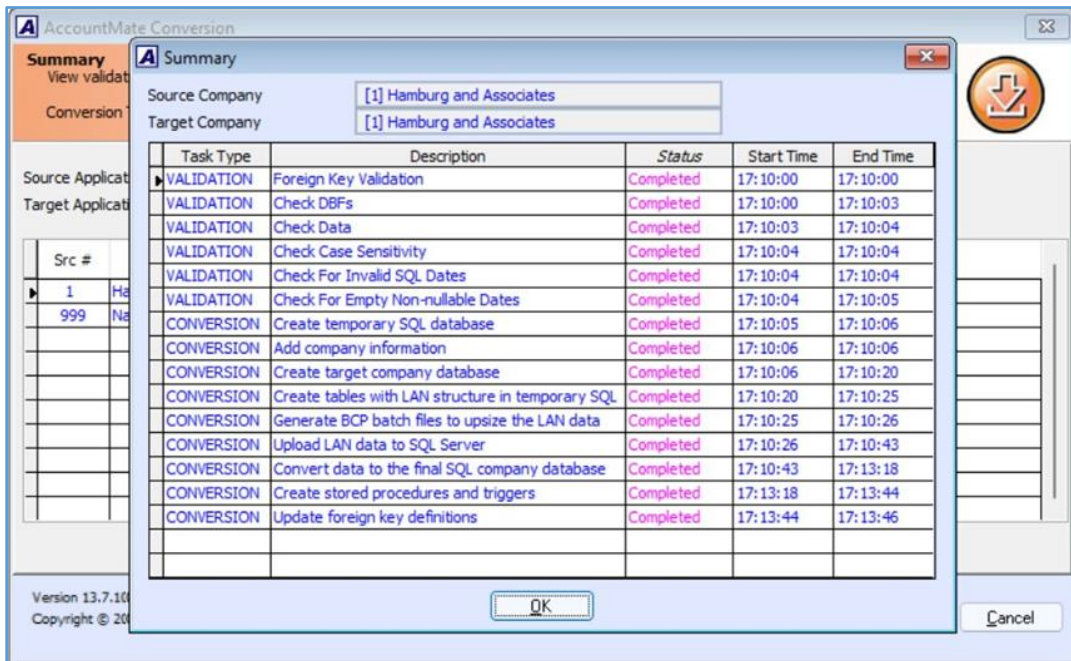 AccountMate Conversion
Summary
View validat
Conversion T
Source Applicat
Target Applicati
Src #
1 Ha
999 Na
Version 13.7.10
Copyright © 20
Cancel
Summary
Source Company [1] Hamburg and Associates
Target Company [1] Hamburg and Associates
Task Type Description Status Start Time End Time
VALIDATION Foreign Key Validation Completed 17:10:00 17:10:00
VALIDATION Check DBFs Completed 17:10:00 17:10:03
VALIDATION Check Data Completed 17:10:03 17:10:04
VALIDATION Check Case Sensitivity Completed 17:10:04 17:10:04
VALIDATION Check For Invalid SQL Dates Completed 17:10:04 17:10:04
VALIDATION Check For Empty Non-nullable Dates Completed 17:10:04 17:10:05
CONVERSION Create temporary SQL database Completed 17:10:05 17:10:06
CONVERSION Add company information Completed 17:10:06 17:10:06
CONVERSION Create target company database Completed 17:10:06 17:10:20
CONVERSION Create tables with LAN structure in temporary SQL Completed 17:10:20 17:10:25
CONVERSION Generate BCP batch files to upsize the LAN data Completed 17:10:25 17:10:26
CONVERSION Upload LAN data to SQL Server Completed 17:10:26 17:10:43
CONVERSION Convert data to the final SQL company database Completed 17:10:43 17:13:18
CONVERSION Create stored procedures and triggers Completed 17:13:18 17:13:44
CONVERSION Update foreign key definitions Completed 17:13:44 17:13:46
OK